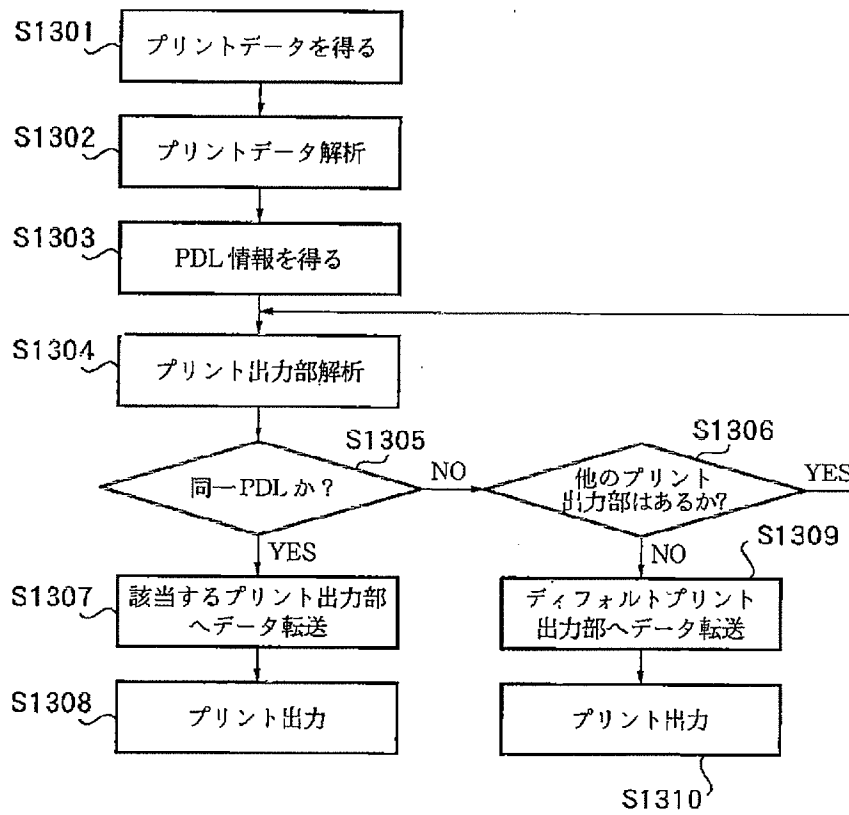 S1301
プリントデータを得る
S1302
プリントデータ解析
S1303
PDL情報を得る
S1304
プリント出力部解析
S1305
同一PDLか?
NO
S1306
他のプリント
出力部はあるか?
YES
YES
NO
S1307
該当するプリント出力部
へデータ転送
S1309
ディフォルトプリント
出力部へデータ転送
S1308
プリント出力
プリント出力
S1310